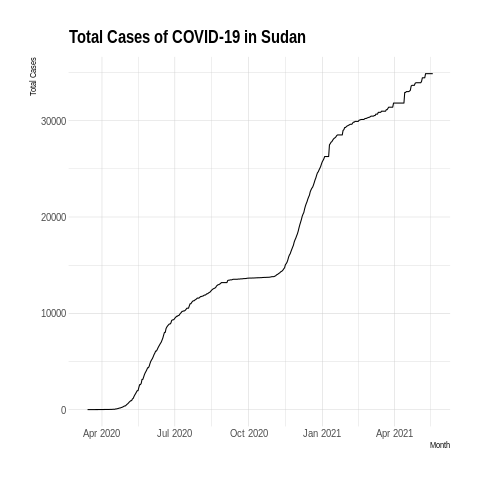 Total Cases of COVID-19 in Sudan
Total Cases
30000
20000
10000
0
Apr 2020 Jul 2020 Oct 2020 Jan 2021 Apr 2021
Month